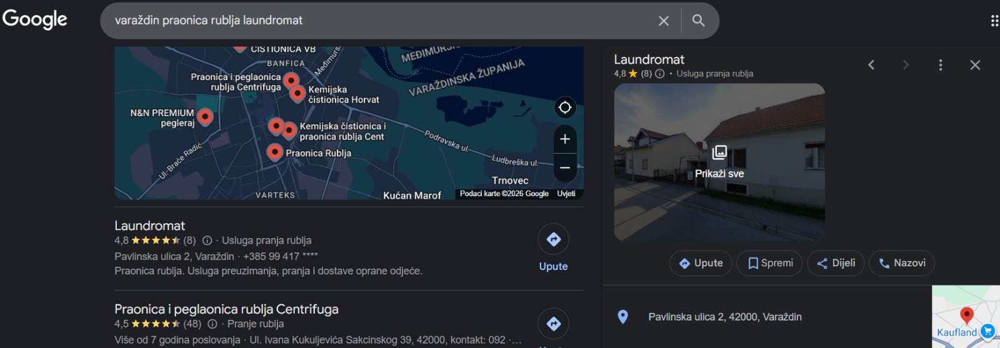 Google
varaždin praonica rublja laundromat
ČISTIONICA VB
BANFICA
Međimurs
MEĐIMURSK
VARAŽDINSKA ŽUPANIJA
Praonica i peglaonica
rublja Centrifuga
Kemijska
čistionica Horvat
N&N PREMIUM
pegleraj
Kemijska čistionica i
praonica rublja Cent
Praonica Rublja
Podravska ul.
Ul. Braće Radić
Ludbreška ul.
Trnovec
VARTEKS
Kućan Marof
Podaci karte ©2026 Google
Uvjeti
Laundromat
4,8 (8) · Usluga pranja rublja
Pavlinska ulica 2, Varaždin · +385 99 417 ****
Praonica rublja. Usluga preuzimanja, pranja i dostave oprane odjeće.
Upute
Praonica i peglaonica rublja Centrifuga
4,5 (48) · Pranje rublja
Više od 7 godina poslovanja · Ul. Ivana Kukuljevića Sakcinskog 39, 42000, kontakt: 092 ·...
Laundromat
4,8 (8) · Usluga pranja rublja
Prikaži sve
Upute
Spremi
Dijeli
Nazovi
Pavlinska ulica 2, 42000, Varaždin
Kaufland